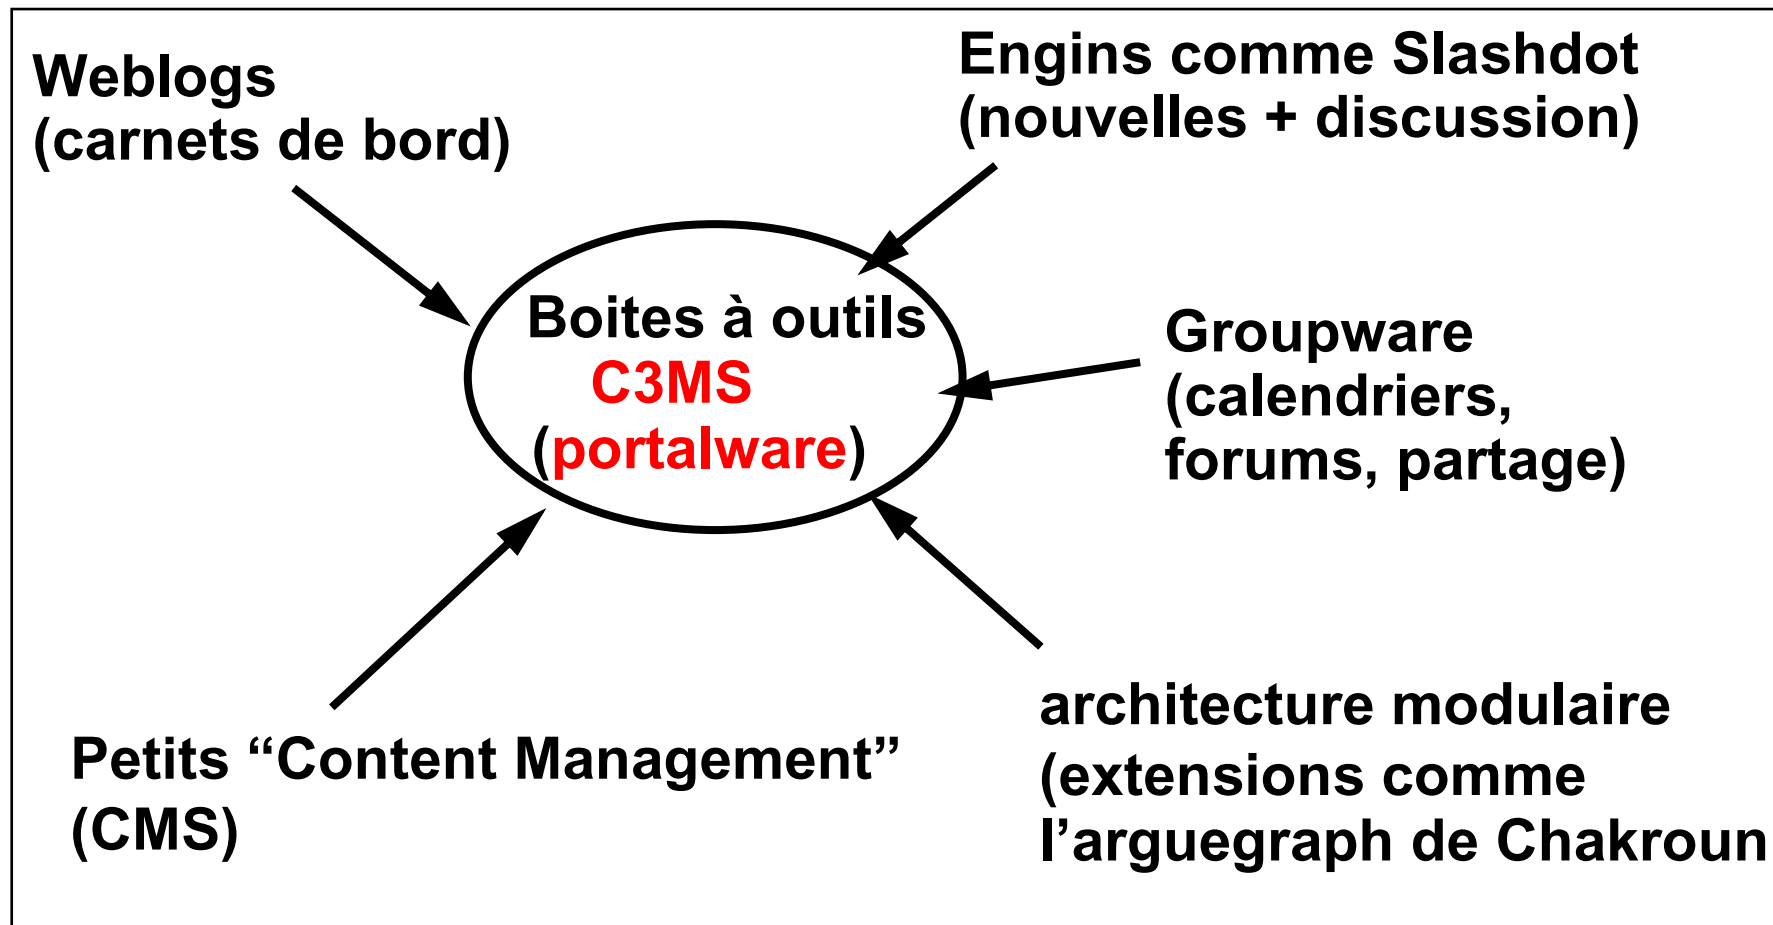 Weblogs
(carnets de bord)
Engins comme Slashdot
(nouvelles + discussion)
Boites à outils
C3MS
(portalware)
Groupware
(calendriers,
forums, partage)
Petits “Content Management”
(CMS)
architecture modulaire
(extensions comme
l’arguegraph de Chakroun